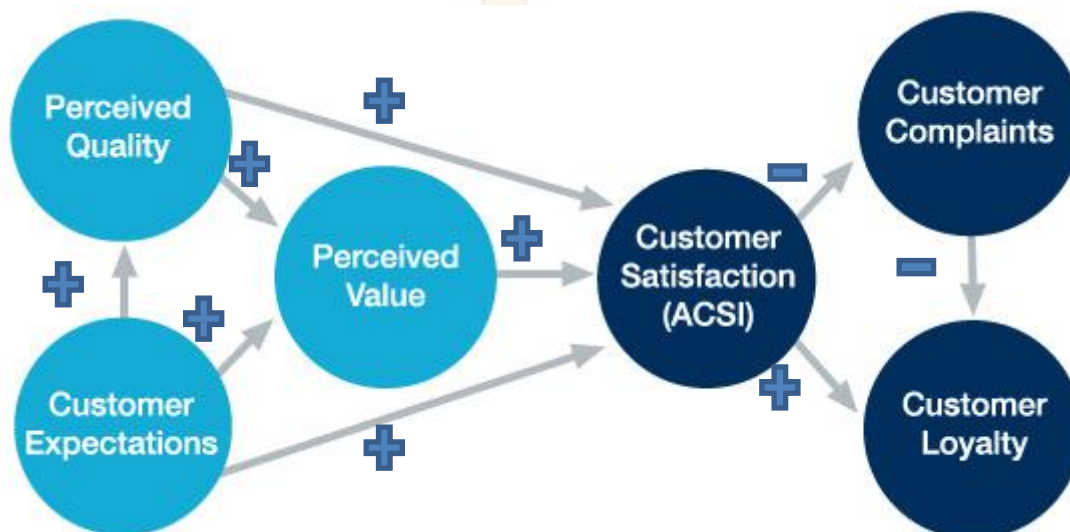 Perceived
Quality
Customer
Expectations
Perceived
Value
Customer
Satisfaction
(ACSI)
Customer
Complaints
Customer
Loyalty